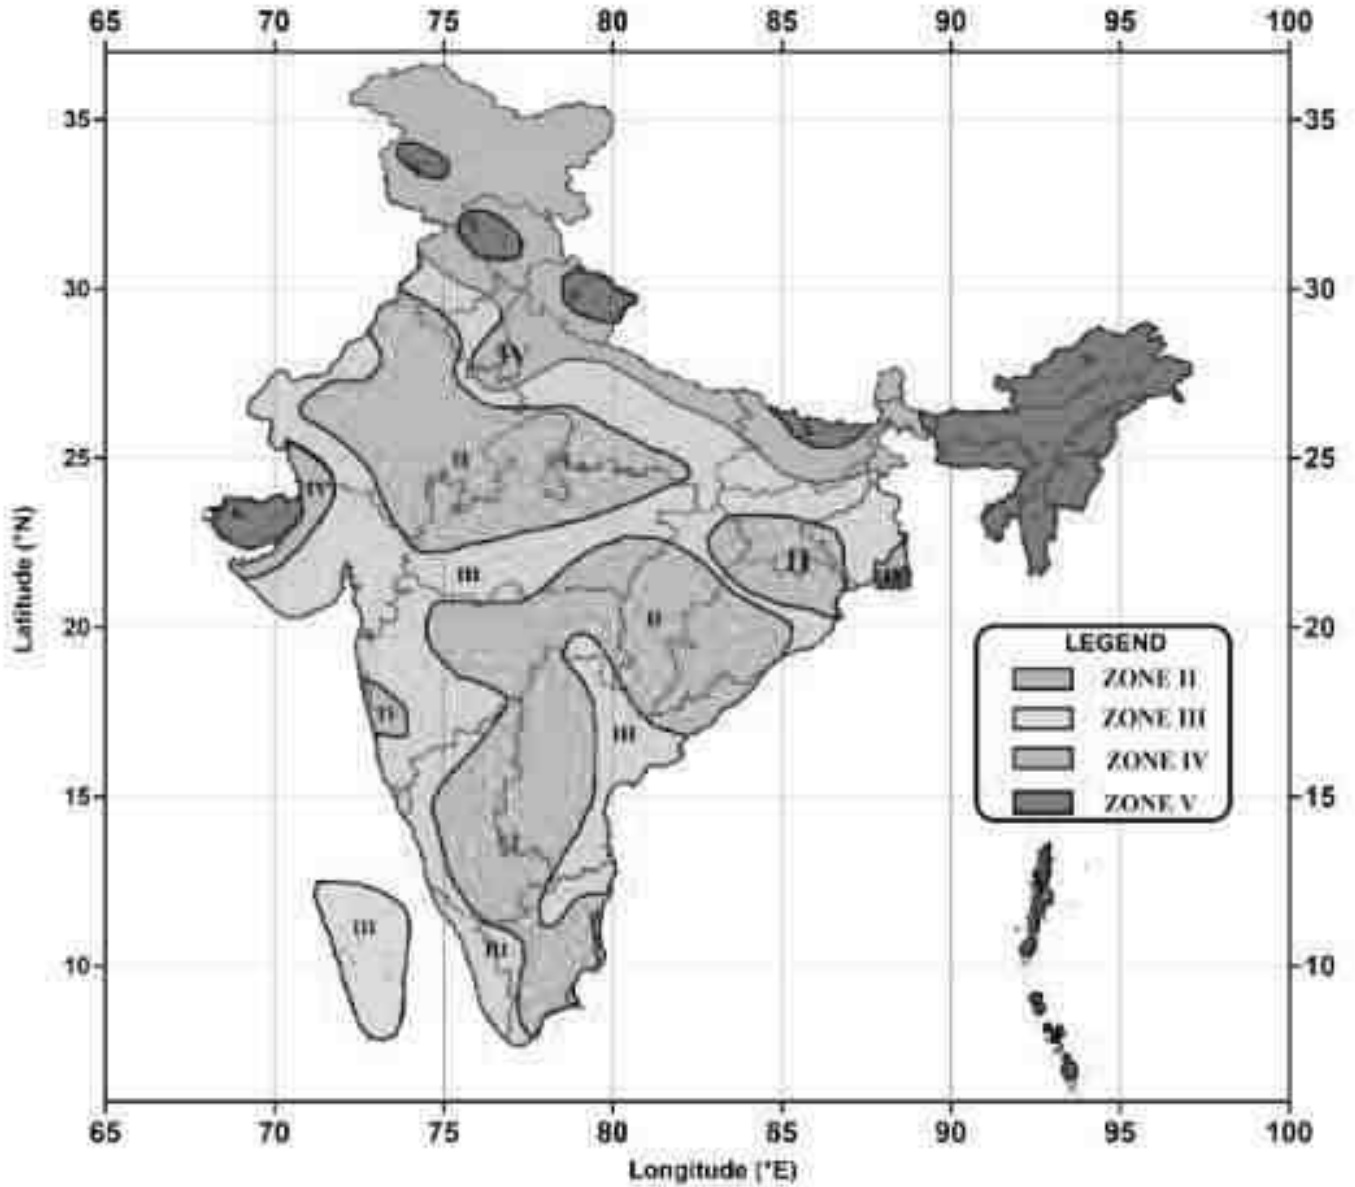 65 70 75 80 85 90 95 100
35 35
30 30
IV
25 II 25
IV
III II
II
20 20
LEGEND
ZONE II
IV
ZONE III
III
ZONE IV
15 15
ZONE V
III
III
10 10
65 70 75 80 85 90 95 100
Longitude (°E)
Latitude (°N)